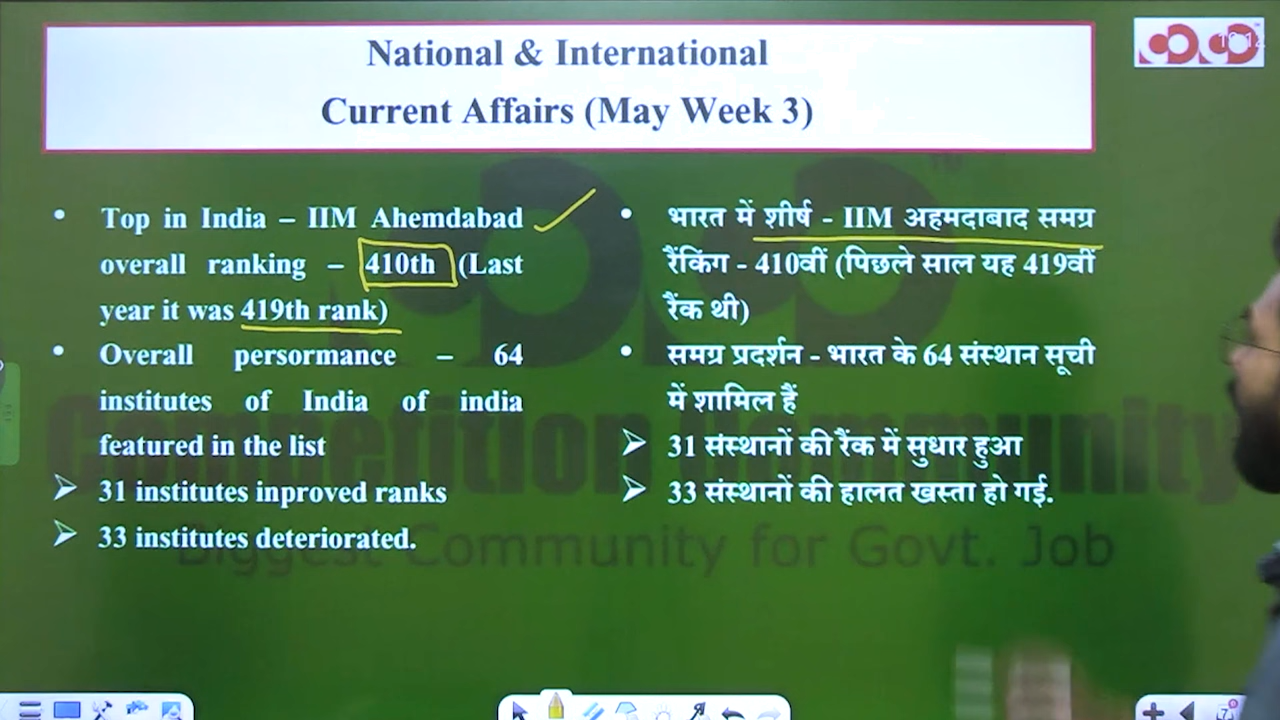 National & International
Current Affairs (May Week 3)
• Top in India – IIM Ahemdabad
overall ranking – 410th (Last
year it was 419th rank)
• Overall persormance – 64
institutes of India of india
featured in the list
➢ 31 institutes inproved ranks
➢ 33 institutes deteriorated.
• भारत में शीर्ष - IIM अहमदाबाद समग्र
रैंकिंग - 410वीं (पिछले साल यह 419वीं
रैंक थी)
• समग्र प्रदर्शन - भारत के 64 संस्थान सूची
में शामिल हैं
➢ 31 संस्थानों की रैंक में सुधार हुआ
➢ 33 संस्थानों की हालत खस्ता हो गई.
Competition Community
Biggest Community for Govt. Job